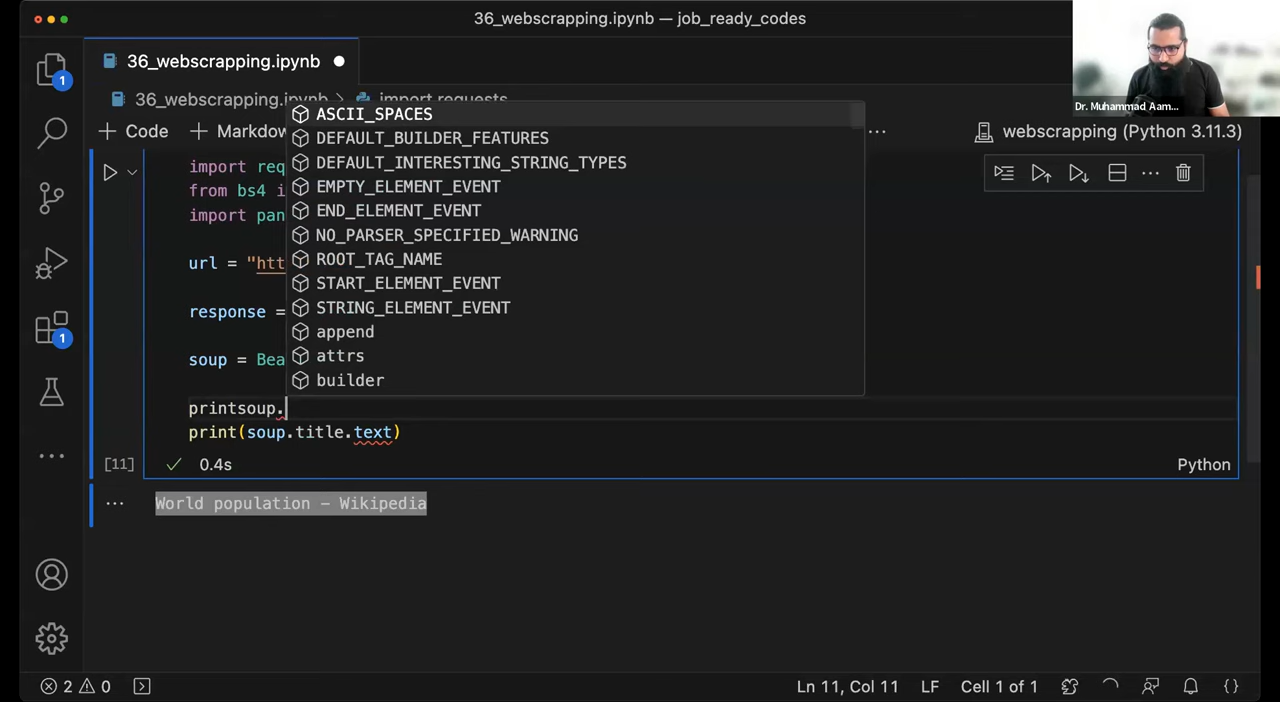 36_webscrapping.ipynb — job_ready_codes
Dr. Muhammad Aam...
1
36_webscrapping.ipynb
36_webscrapping.ipynb > import requests
+ Code + Markdow
ASCII_SPACES
DEFAULT_BUILDER_FEATURES
DEFAULT_INTERESTING_STRING_TYPES
EMPTY_ELEMENT_EVENT
END_ELEMENT_EVENT
NO_PARSER_SPECIFIED_WARNING
ROOT_TAG_NAME
START_ELEMENT_EVENT
STRING_ELEMENT_EVENT
append
attrs
builder
...
webscrapping (Python 3.11.3)
import req
from bs4 i
import pan
url = "htt
response =
soup = Bea
printsoup.
print(soup.title.text)
[11]
0.4s
Python
1
...
World population - Wikipedia
2 0
Ln 11, Col 11
LF
Cell 1 of 1
{}